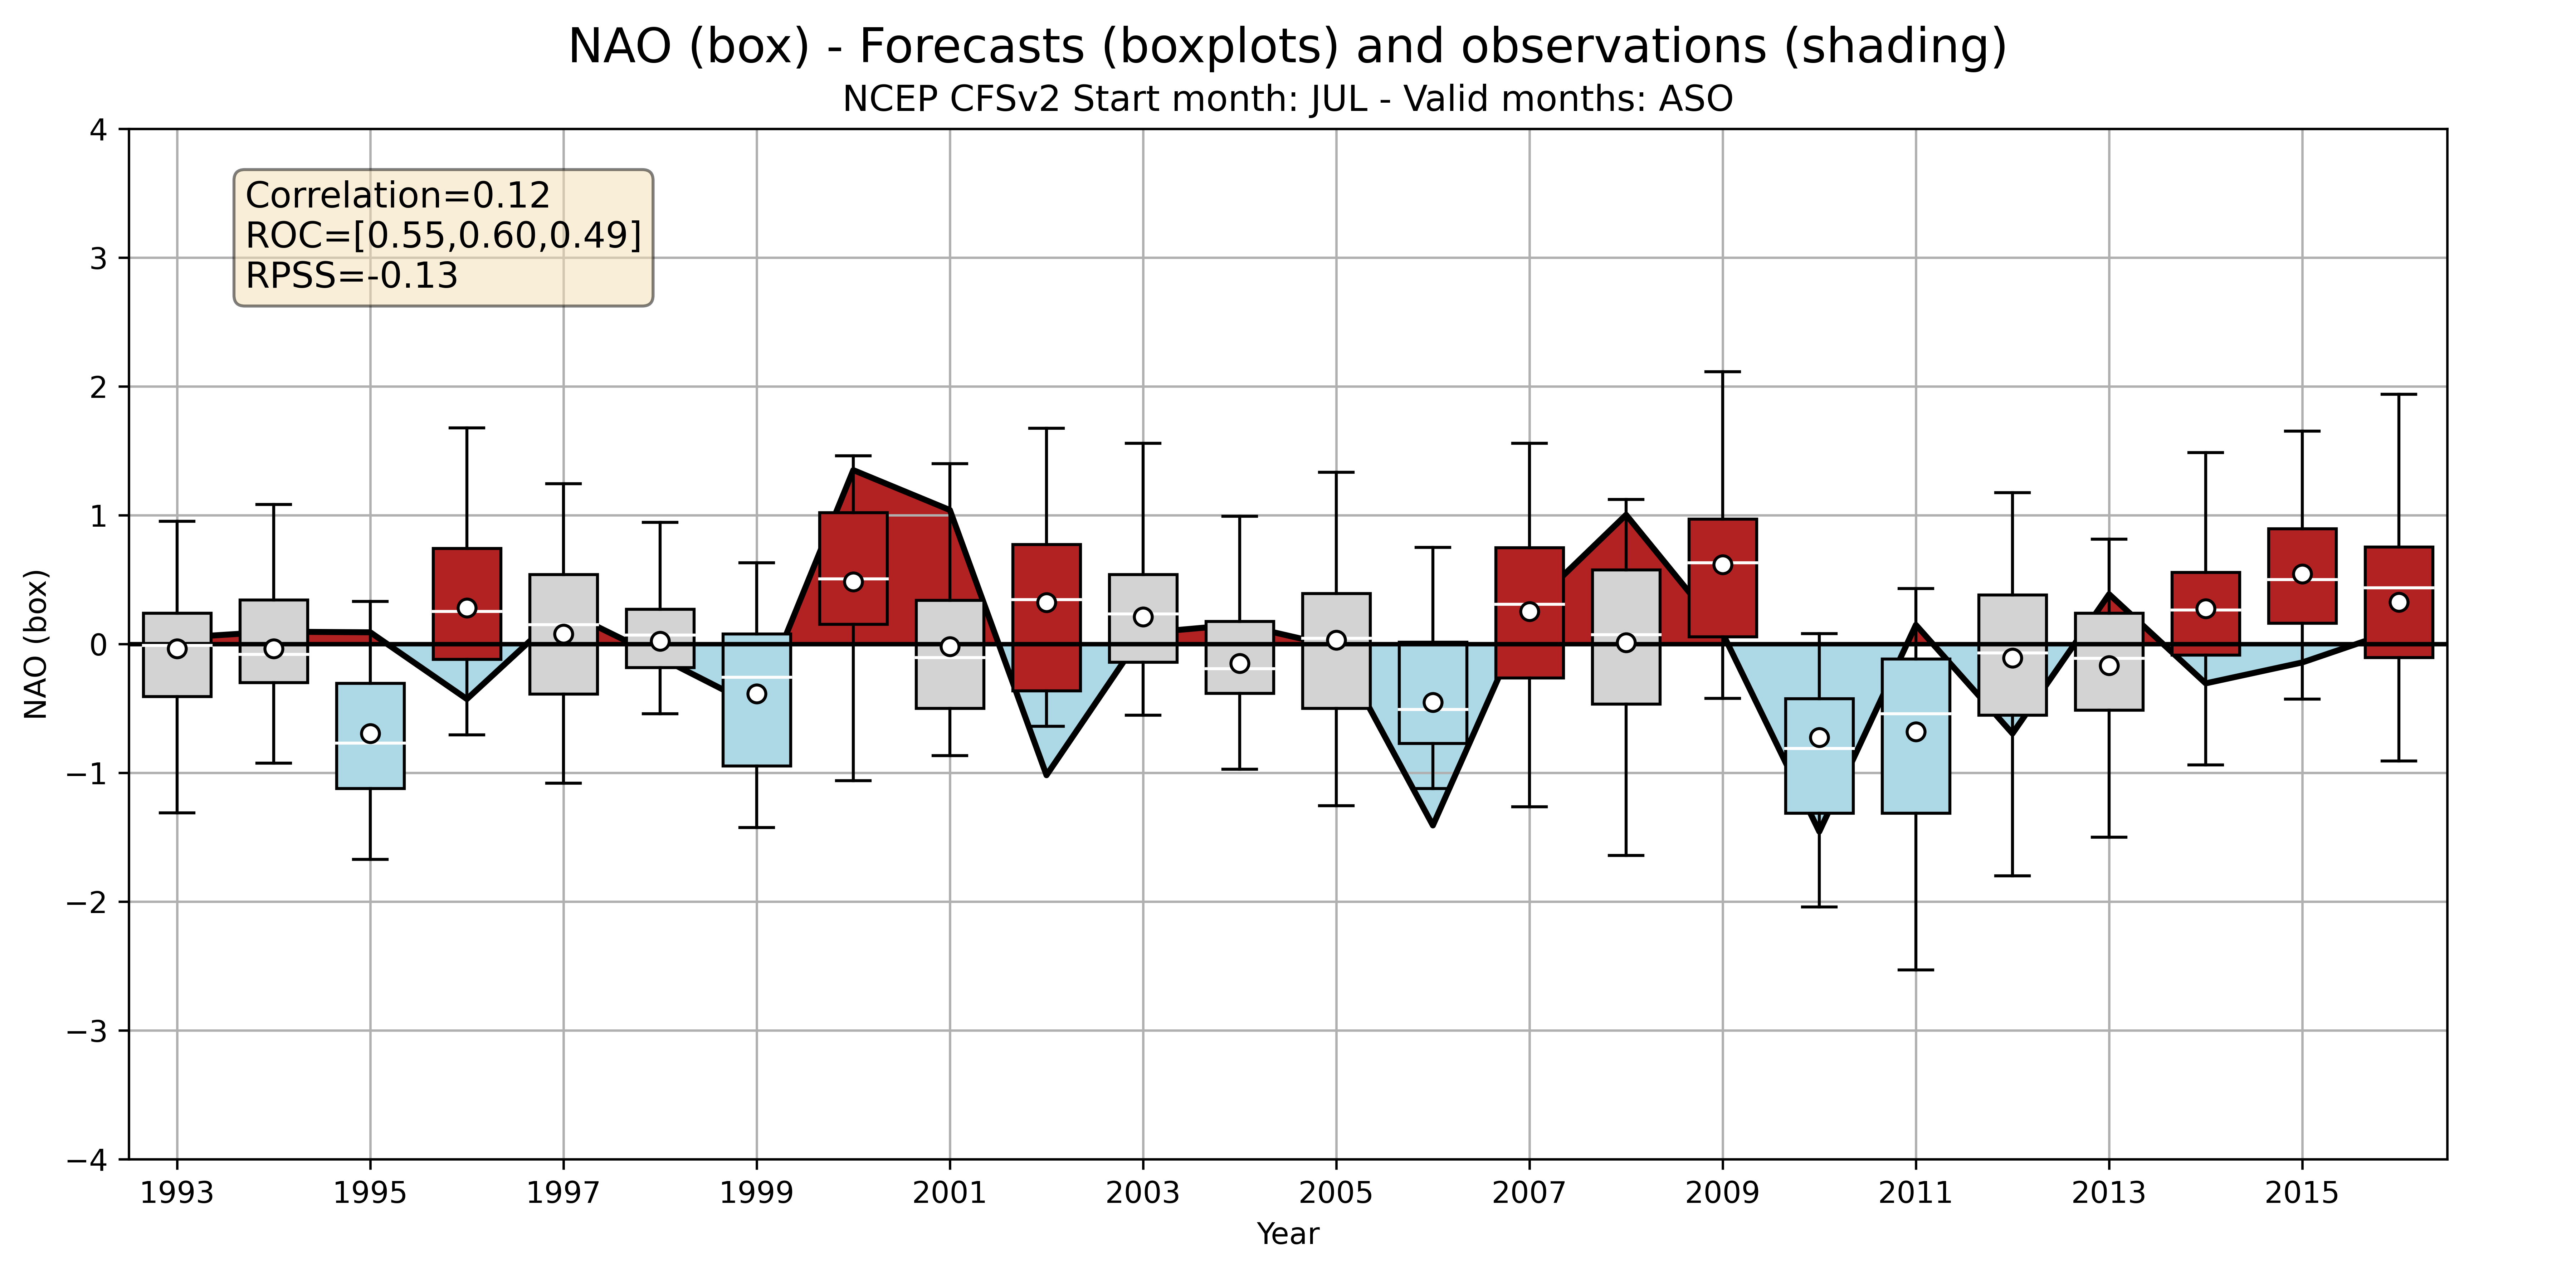 NAO (box) - Forecasts (boxplots) and observations (shading)
NCEP CFSv2 Start month: JUL - Valid months: ASO
Correlation=0.12
ROC=[0.55,0.60,0.49]
RPSS=-0.13
NAO (box)
4
3
2
1
0
−1
−2
−3
−4
1993 1995 1997 1999 2001 2003 2005 2007 2009 2011 2013 2015
Year